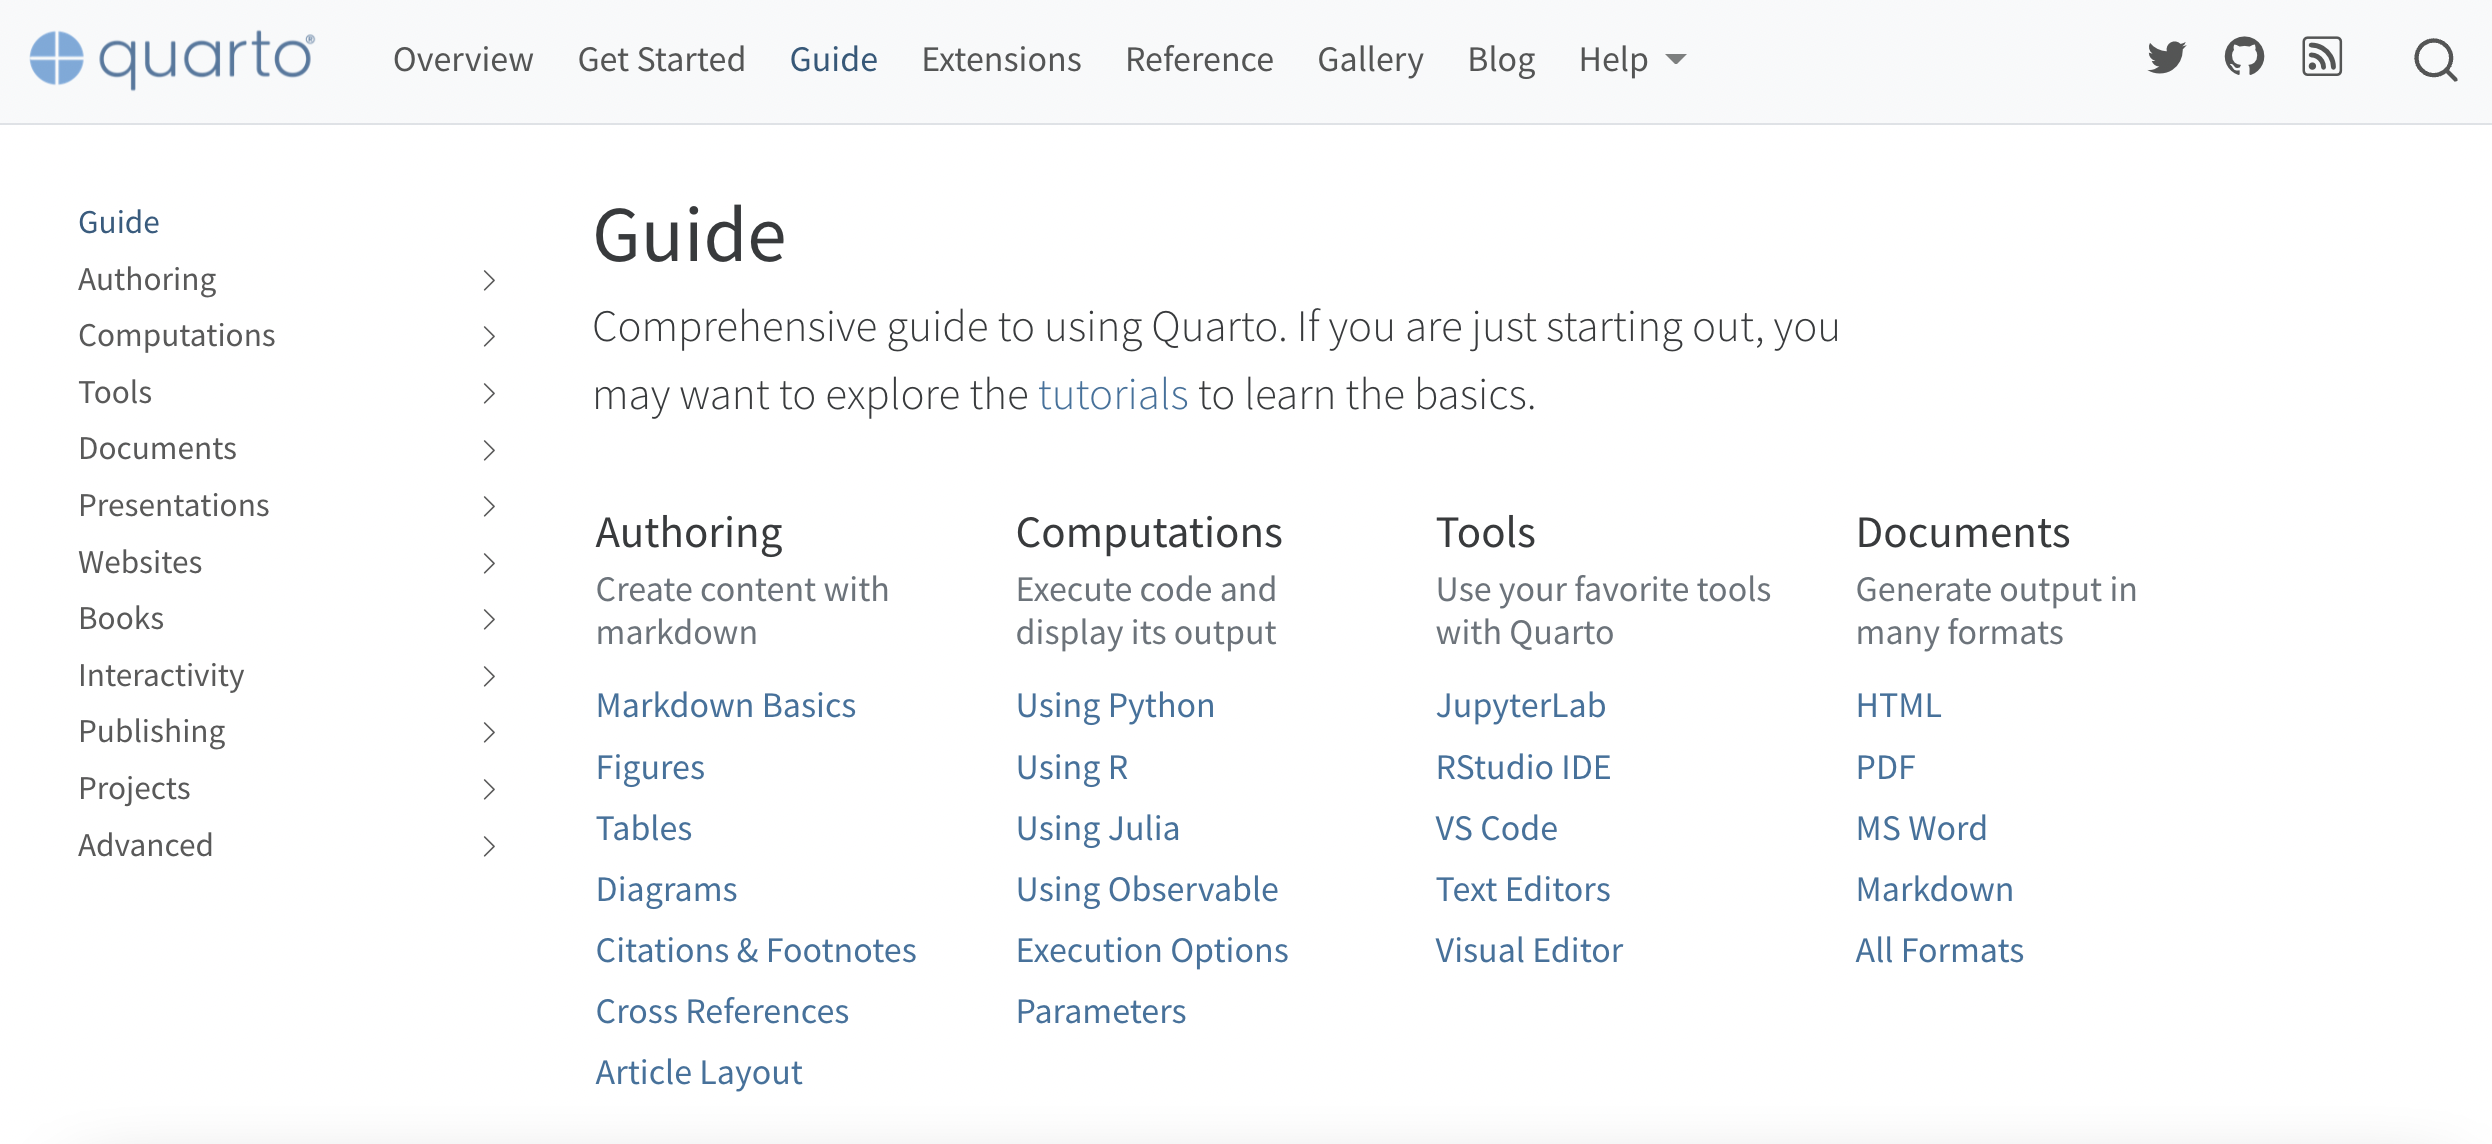 quarto®
Overview Get Started Guide Extensions Reference Gallery Blog Help
Guide
Authoring
Computations
Tools
Documents
Presentations
Websites
Books
Interactivity
Publishing
Projects
Advanced
Guide
Comprehensive guide to using Quarto. If you are just starting out, you
may want to explore the tutorials to learn the basics.
Authoring
Create content with
markdown
Markdown Basics
Figures
Tables
Diagrams
Citations & Footnotes
Cross References
Article Layout
Computations
Execute code and
display its output
Using Python
Using R
Using Julia
Using Observable
Execution Options
Parameters
Tools
Use your favorite tools
with Quarto
JupyterLab
RStudio IDE
VS Code
Text Editors
Visual Editor
Documents
Generate output in
many formats
HTML
PDF
MS Word
Markdown
All Formats